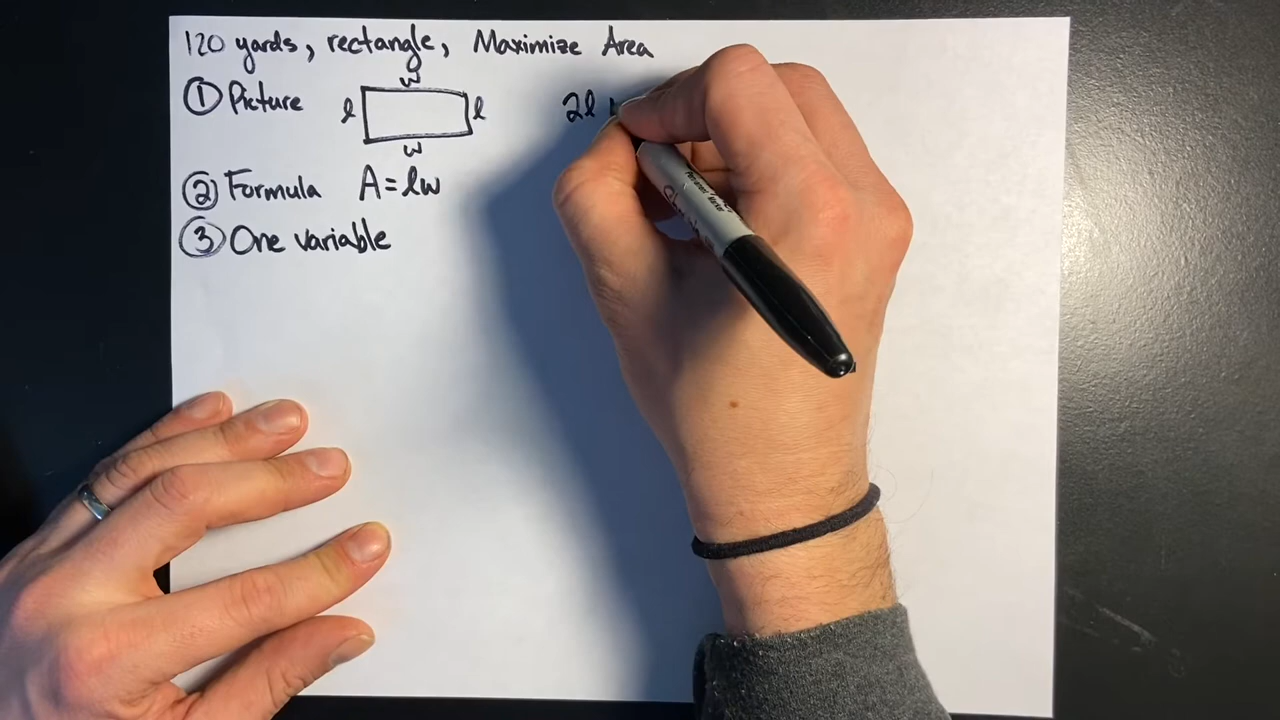 120 yards, rectangle, Maximize Area
① Picture
w
l
l
w
2l
② Formula A = lw
③ One variable